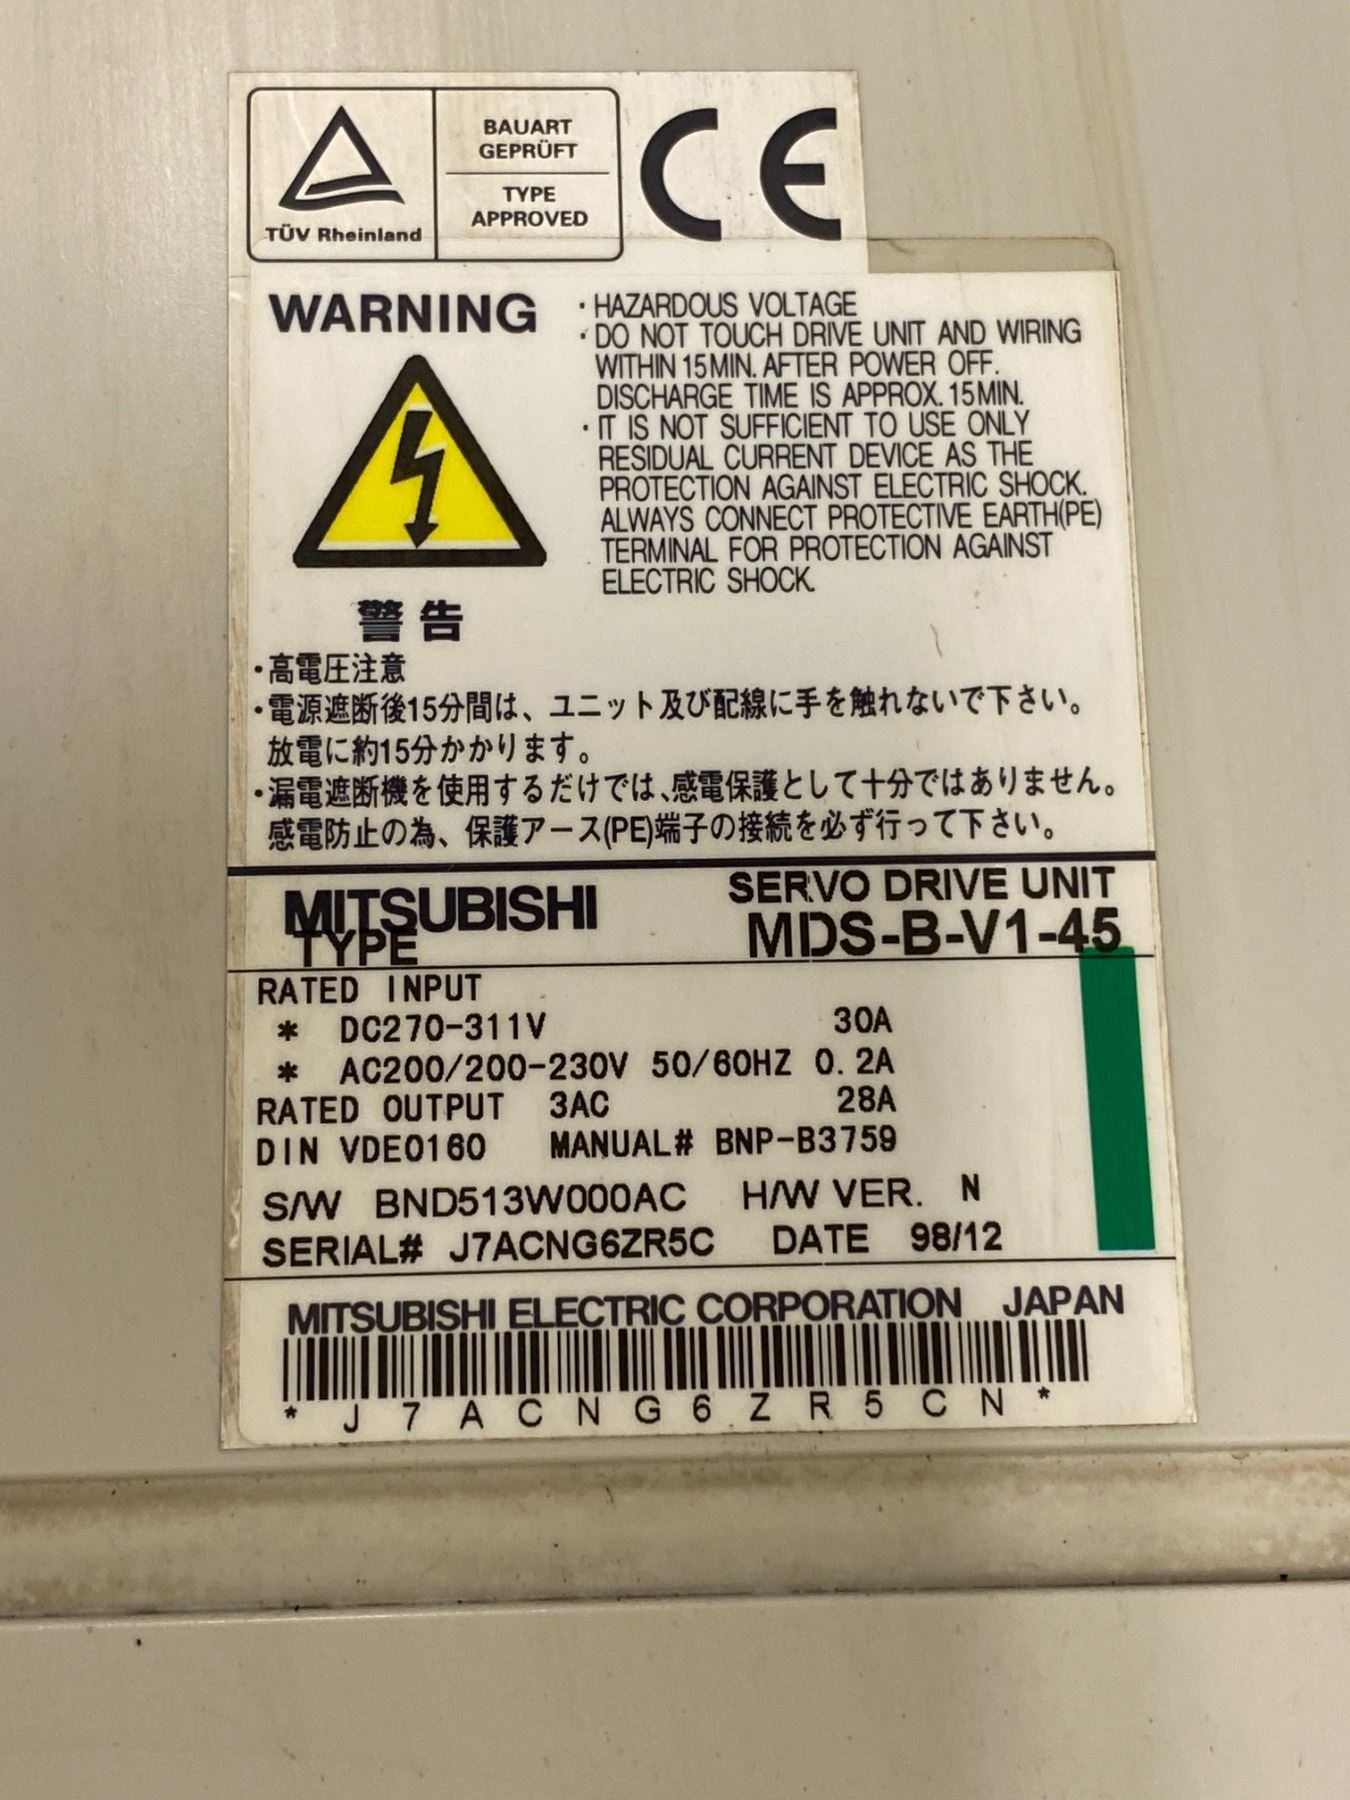 TÜV Rheinland
BAUART
GEPRÜFT
TYPE
APPROVED
CE
WARNING
・HAZARDOUS VOLTAGE
・DO NOT TOUCH DRIVE UNIT AND WIRING
WITHIN 15MIN. AFTER POWER OFF.
DISCHARGE TIME IS APPROX. 15MIN.
・IT IS NOT SUFFICIENT TO USE ONLY
RESIDUAL CURRENT DEVICE AS THE
PROTECTION AGAINST ELECTRIC SHOCK.
ALWAYS CONNECT PROTECTIVE EARTH(PE)
TERMINAL FOR PROTECTION AGAINST
ELECTRIC SHOCK.
警告
・高電圧注意
・電源遮断後15分間は、ユニット及び配線に手を触れないで下さい。
放電に約15分かかります。
・漏電遮断機を使用するだけでは、感電保護として十分ではありません。
感電防止の為、保護アース(PE)端子の接続を必ず行って下さい。
MITSUBISHI SERVO DRIVE UNIT
TYPE MDS-B-V1-45
RATED INPUT
* DC270-311V 30A
* AC200/200-230V 50/60HZ 0.2A
RATED OUTPUT 3AC 28A
DIN VDE0160 MANUAL# BNP-B3759
S/W BND513W000AC H/W VER. N
SERIAL# J7ACNG6ZR5C DATE 98/12
MITSUBISHI ELECTRIC CORPORATION JAPAN
*J7ACNG6ZR5CN*